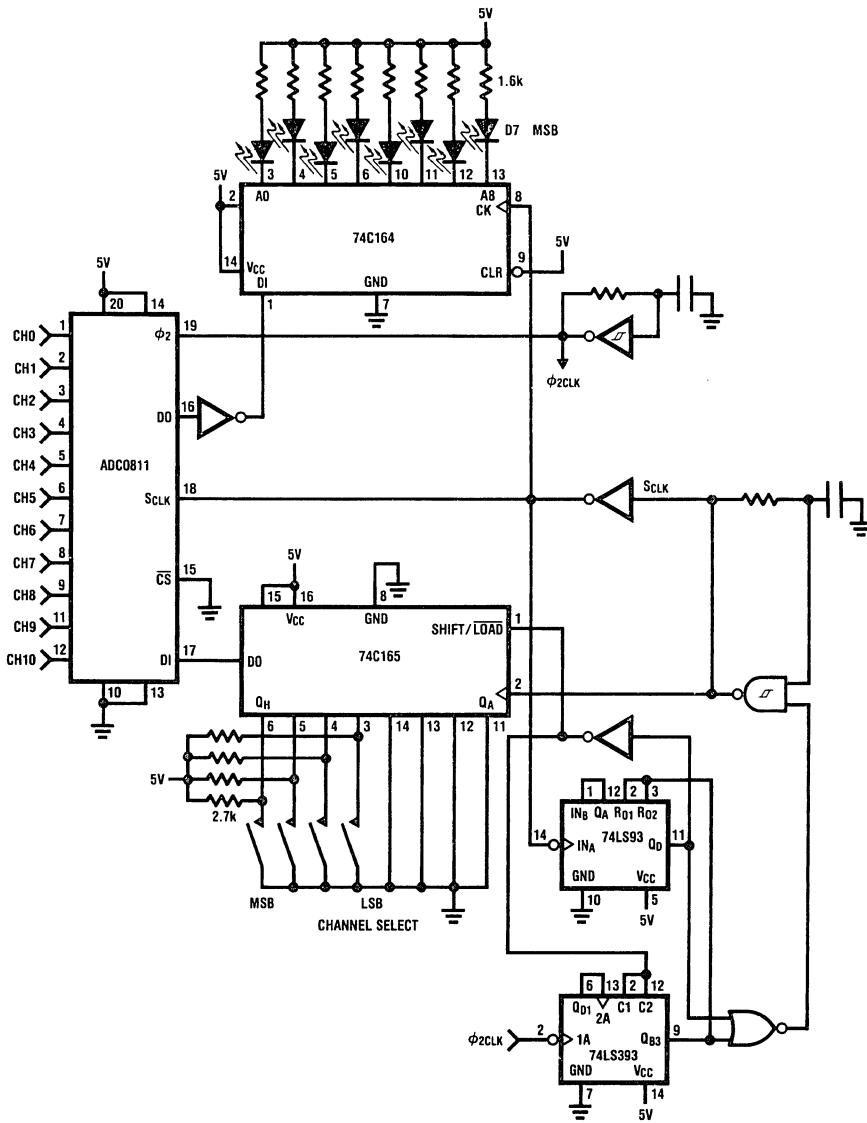 5V
1.6k
D7 MSB
3 4 5 6 10 11 12 13
5V
2 A0 A8 8
CK
74C164
9 5V
14 VCC CLR
DI GND
1 7
5V
20 14
CH0 1 ϕ2 19
ϕ2CLK
CH1 2
CH2 3
DO 16
CH3 4
CH4 5
ADC0811
CH5 6 SCLK 18 SCLK
CH6 7
CH7 8
CS 15
CH8 9
CH9 11
CH10 12 DI 17
10 13
5V
15 16 8
VCC GND
SHIFT/LOAD 1
74C165
DO
2
QH QA
6 5 4 3 14 13 12 11
5V
2.7k
MSB LSB
CHANNEL SELECT
1 12 2 3
INB QA R01 R02
74LS93
14 INA QD 11
GND VCC
10 5
5V
6 13 2 12
QD1 2A C1 C2
ϕ2CLK 2 1A QB3 9
74LS393
GND VCC
7 14
5V